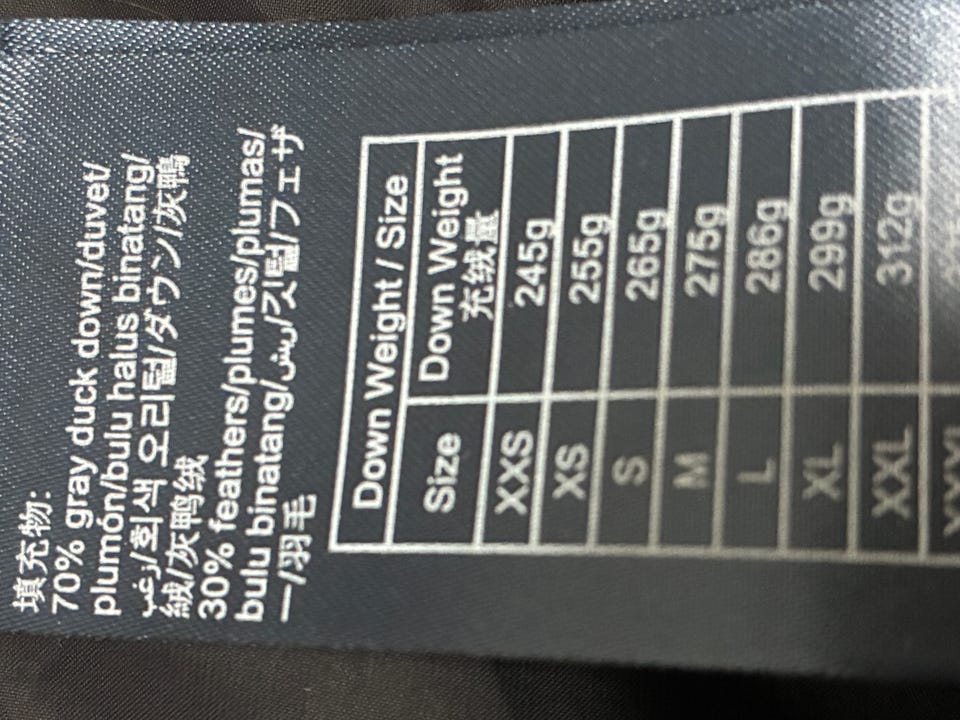 填充物:
70% gray duck down/duvet/
plumón/bulu halus binatang/
زغب/회색 오리털/ダウン/灰鴨
絨/灰鸭绒
30% feathers/plumes/plumas/
bulu binatang/ريش/깃털/フェザ
ー/羽毛
Down Weight / Size
Size Down Weight
充绒量
XXS 245g
XS 255g
S 265g
M 275g
L 286g
XL 299g
XXL 312g
XXXL